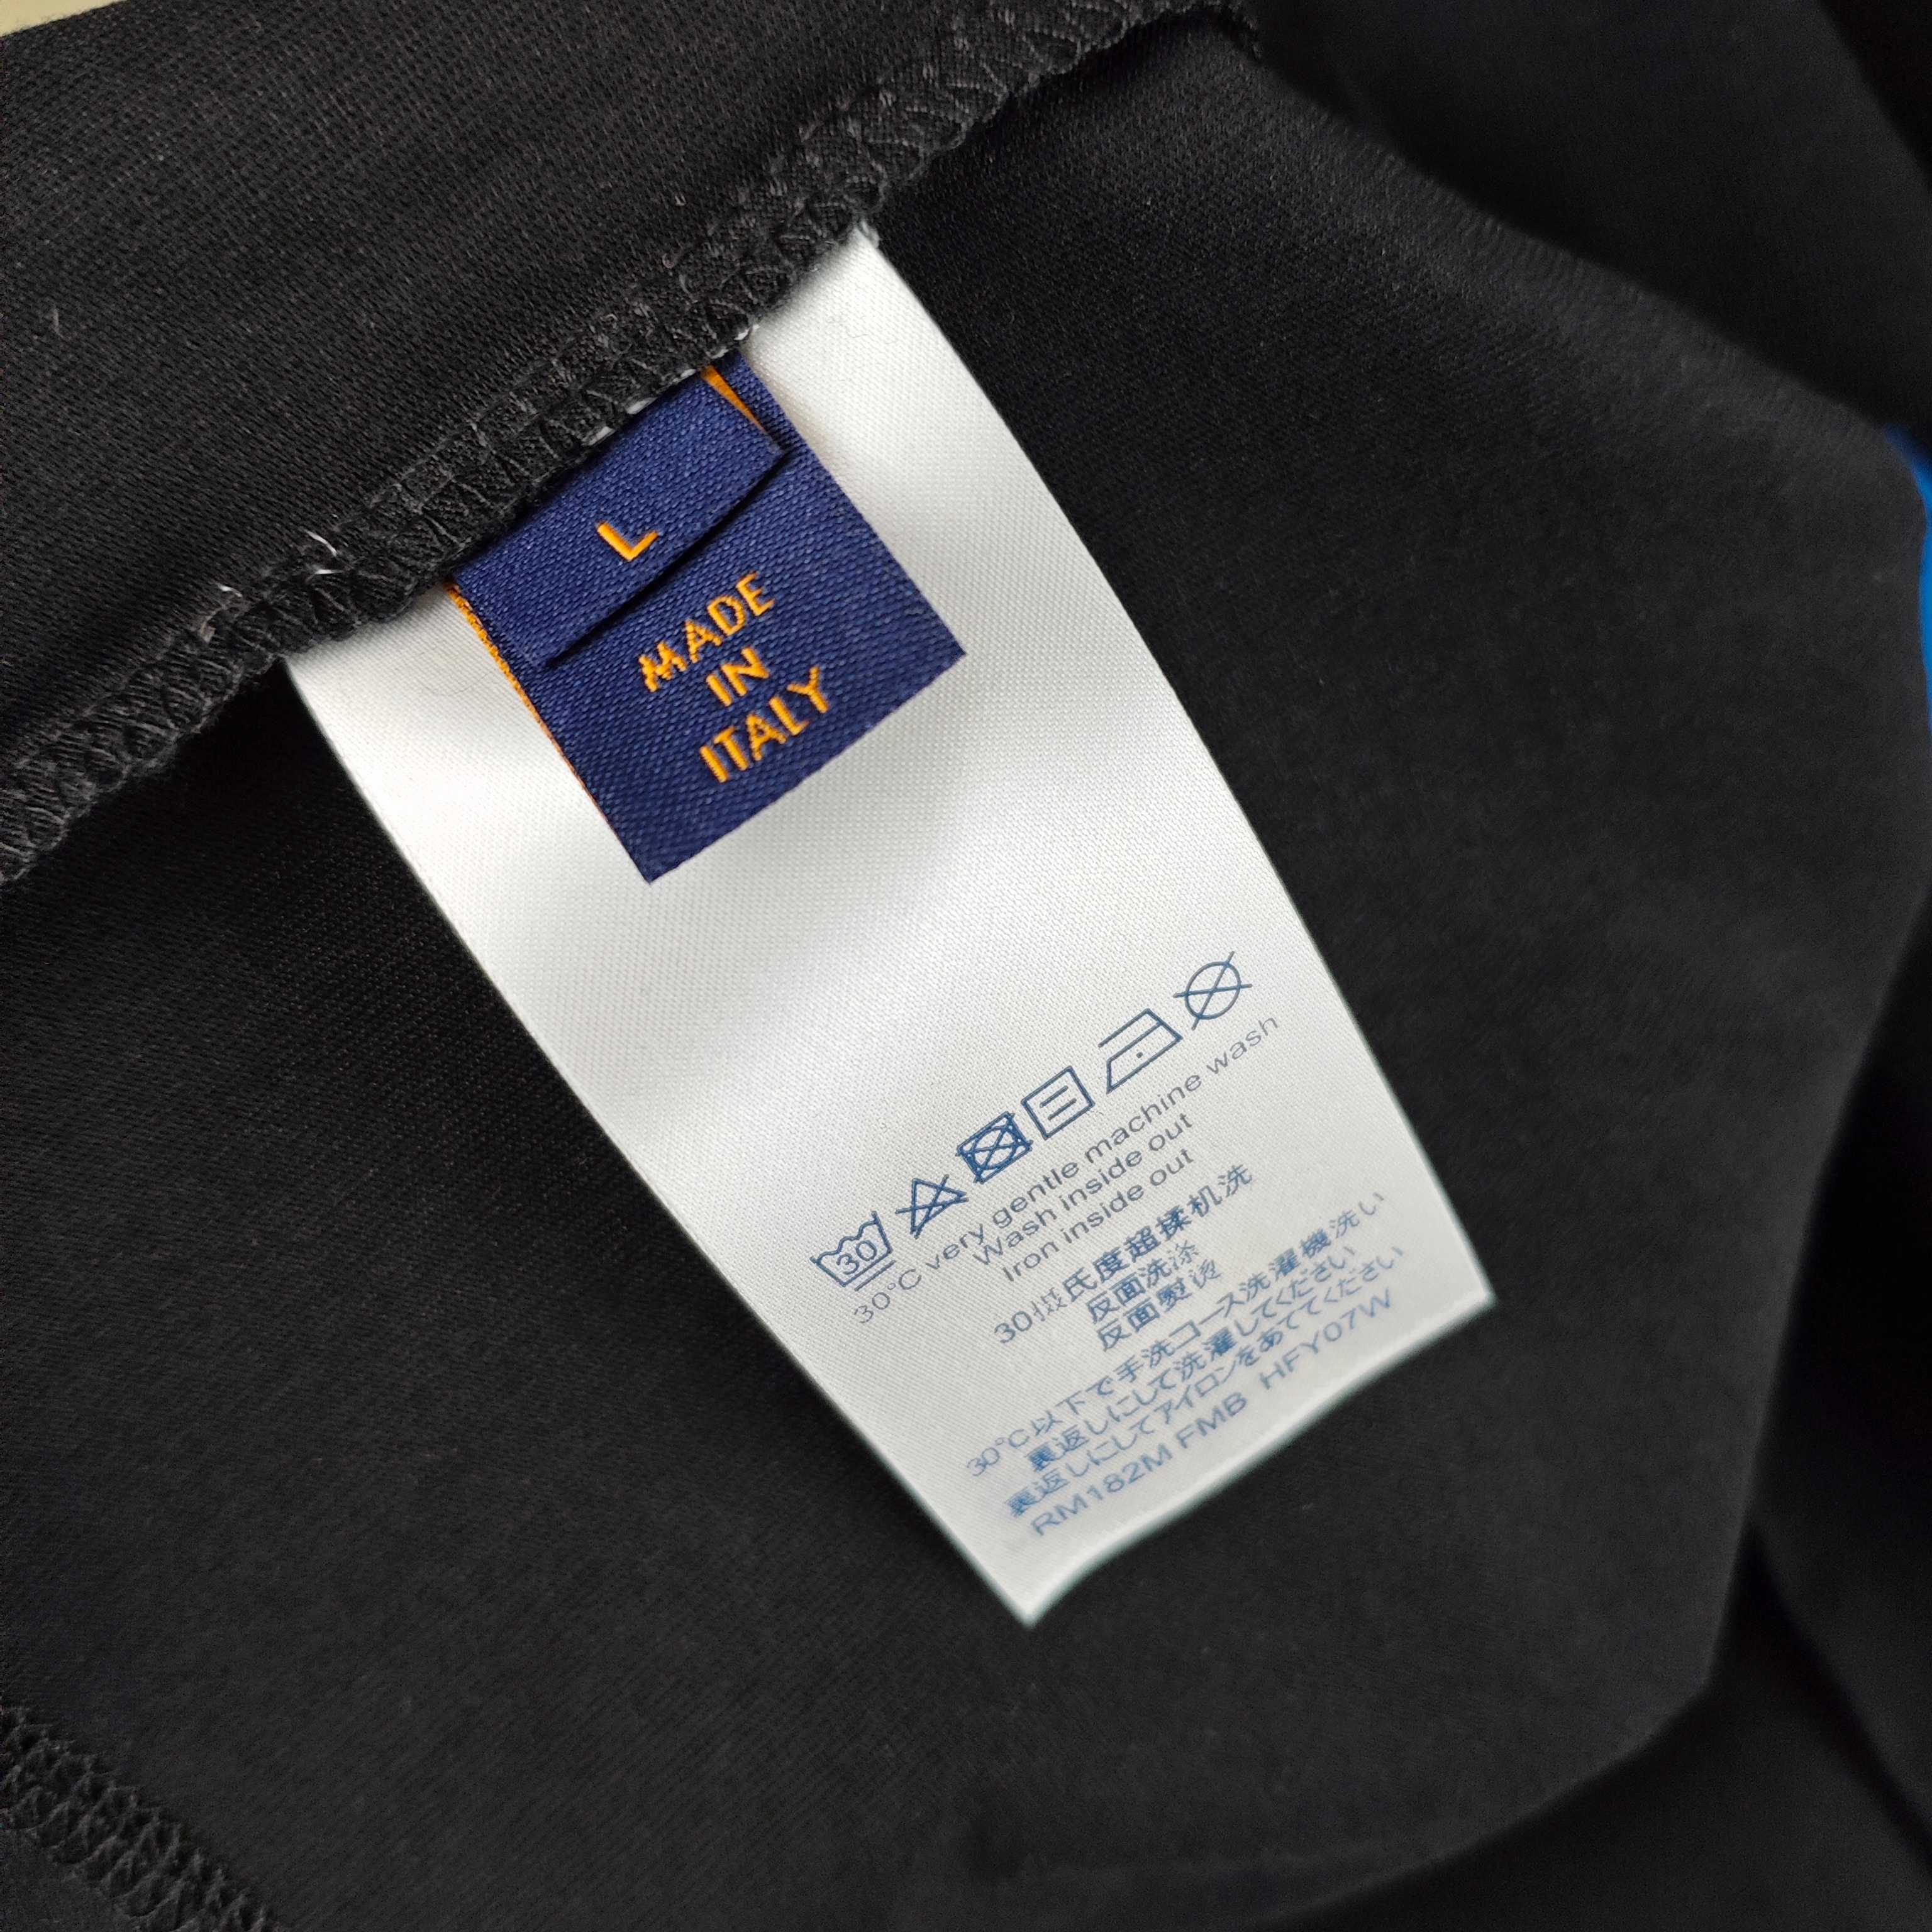 L
MADE
IN
ITALY
30
30°C very gentle machine wash
Wash inside out
Iron inside out
30摄氏度超揉机洗
反面洗涤
反面熨烫
30°C以下で手洗コース洗濯機洗い
裏返しにして洗濯してください
裏返しにしてアイロンをあててください
RM182M FMB HFY07W